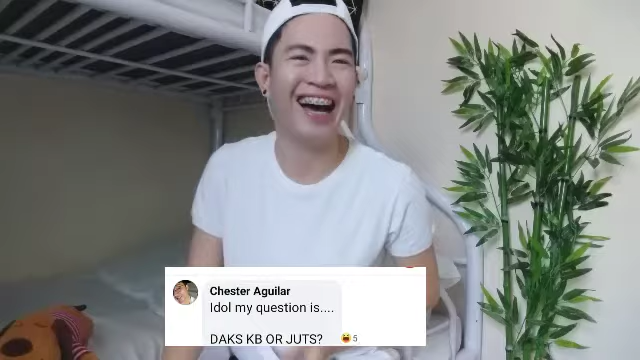 Chester Aguilar
Idol my question is....
DAKS KB OR JUTS?
5